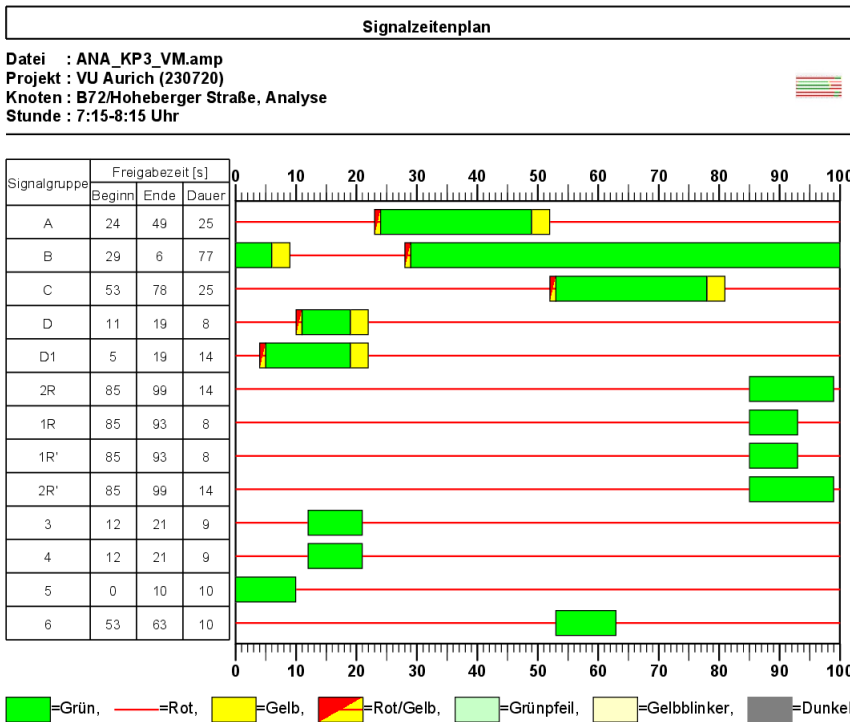 Signalzeitenplan
Datei : ANA_KP3_VM.amp
Projekt : VU Aurich (230720)
Knoten : B72/Hoheberger Straße, Analyse
Stunde : 7:15-8:15 Uhr
Signalgruppe Freigabezeit [s]
Beginn Ende Dauer
0 10 20 30 40 50 60 70 80 90 100
A 24 49 25
B 29 6 77
C 53 78 25
D 11 19 8
D1 5 19 14
2R 85 99 14
1R 85 93 8
1R' 85 93 8
2R' 85 99 14
3 12 21 9
4 12 21 9
5 0 10 10
6 53 63 10
0 10 20 30 40 50 60 70 80 90 100
=Grün, =Rot, =Gelb, =Rot/Gelb, =Grünpfeil, =Gelbblinker, =Dunkel